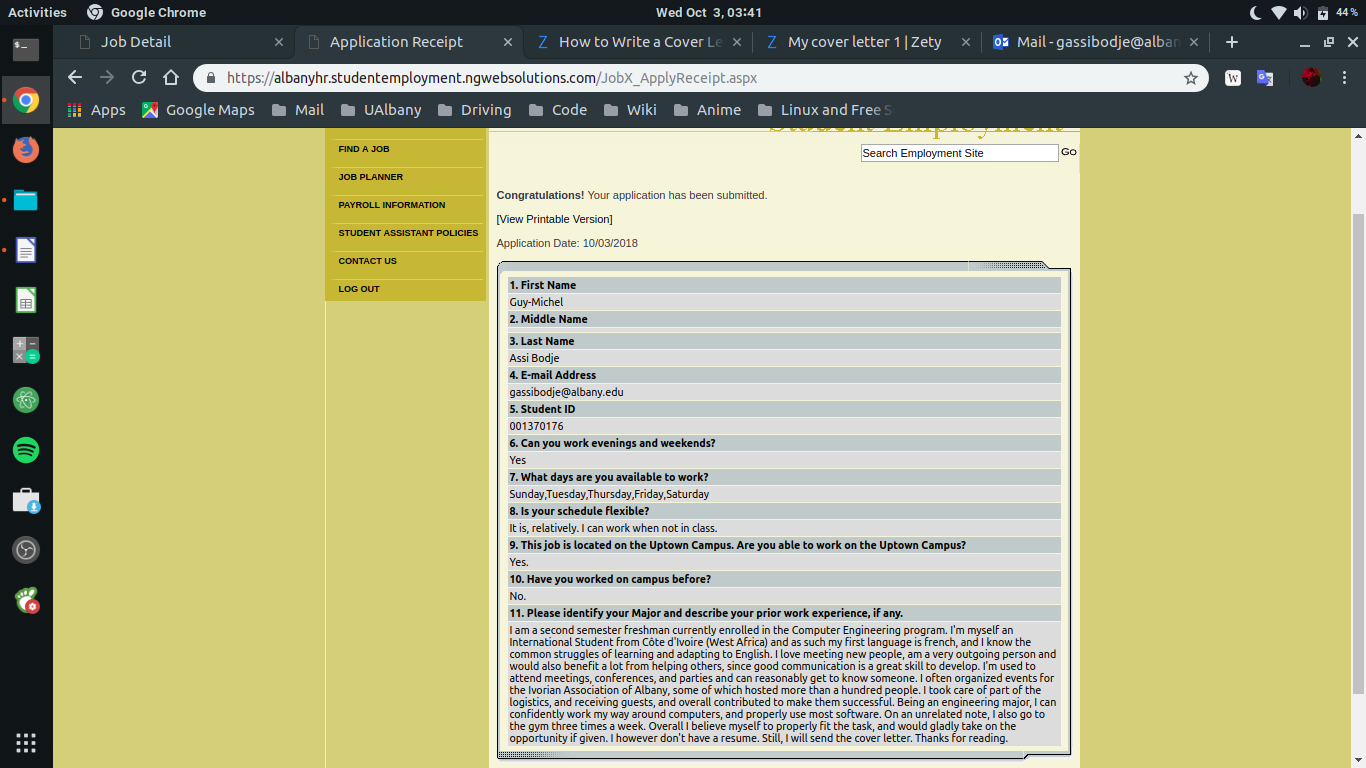 Activities Google Chrome Wed Oct 3, 03:41 44 %
Job Detail Application Receipt How to Write a Cover Le My cover letter 1 | Zety Mail - gassibodje@alban
https://albanyhr.studentemployment.ngwebsolutions.com/JobX_ApplyReceipt.aspx
Apps Google Maps Mail UAlbany Driving Code Wiki Anime Linux and Free S
Student Employment
Search Employment Site Go
FIND A JOB
JOB PLANNER
PAYROLL INFORMATION
STUDENT ASSISTANT POLICIES
CONTACT US
LOG OUT
Congratulations! Your application has been submitted.
[View Printable Version]
Application Date: 10/03/2018
1. First Name
Guy-Michel
2. Middle Name
3. Last Name
Assi Bodje
4. E-mail Address
gassibodje@albany.edu
5. Student ID
001370176
6. Can you work evenings and weekends?
Yes
7. What days are you available to work?
Sunday,Tuesday,Thursday,Friday,Saturday
8. Is your schedule flexible?
It is, relatively. I can work when not in class.
9. This job is located on the Uptown Campus. Are you able to work on the Uptown Campus?
Yes.
10. Have you worked on campus before?
No.
11. Please identify your Major and describe your prior work experience, if any.
I am a second semester freshman currently enrolled in the Computer Engineering program. I'm myself an
International Student from Côte d'Ivoire (West Africa) and as such my first language is french, and I know the
common struggles of learning and adapting to English. I love meeting new people, am a very outgoing person and
would also benefit a lot from helping others, since good communication is a great skill to develop. I'm used to
attend meetings, conferences, and parties and can reasonably get to know someone. I often organized events for
the Ivorian Association of Albany, some of which hosted more than a hundred people. I took care of part of the
logistics, and receiving guests, and overall contributed to make them successful. Being an engineering major, I can
confidently work my way around computers, and properly use most software. On an unrelated note, I also go to
the gym three times a week. Overall I believe myself to properly fit the task, and would gladly take on the
opportunity if given. I however don't have a resume. Still, I will send the cover letter. Thanks for reading.